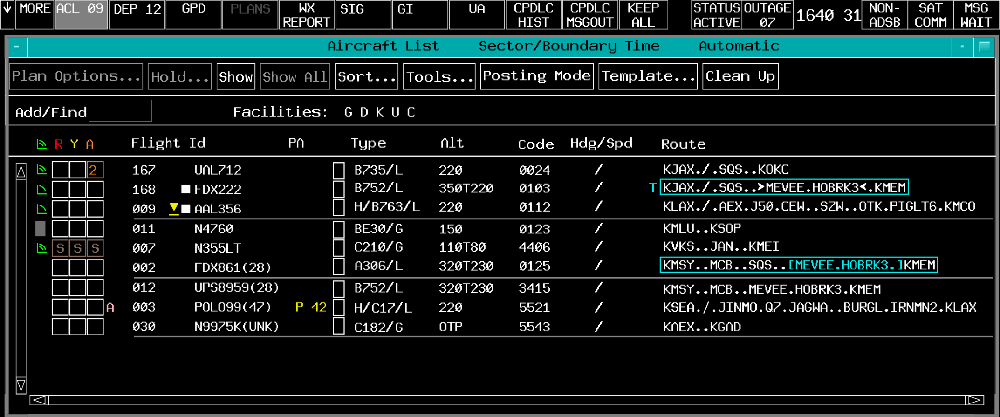 MORE ACL 09 DEP 12 GPD PLANS WX REPORT SIG GI UA CPDLC HIST CPDLC MSGOUT KEEP ALL STATUS ACTIVE OUTAGE 07 1640 31 NON-ADSB SAT COMM MSG WAIT
Aircraft List Sector/Boundary Time Automatic
Plan Options... Hold... Show Show All Sort... Tools... Posting Mode Template... Clean Up
Add/Find Facilities: G D K U C
R Y A Flight Id PA Type Alt Code Hdg/Spd Route
2 167 UAL712 B735/L 220 0024 / KJAX./.SQS..KOKC
168 FDX222 B752/L 350T220 0103 / T KJAX./.SQS..>MEVEE.HOBRK3<.KMEM
009 AAL356 H/B763/L 220 0112 / KLAX./.AEX.J50.CEW..SZW..OTK.PIGLT6.KMCO
011 N4760 BE30/G 150 0123 / KMLU..KSOP
S S S 007 N355LT C210/G 110T80 4406 / KVKS..JAN..KMEI
002 FDX861(28) A306/L 320T230 0125 / KMSY..MCB..SQS..[MEVEE.HOBRK3.]KMEM
012 UPS8959(28) B752/L 320T230 3415 / KMSY..MCB..MEVEE.HOBRK3.KMEM
A 003 POLO99(47) P 42 H/C17/L 220 5521 / KSEA./.JINMO.Q7.JAGWA..BURGL.IRNMN2.KLAX
030 N9975K(UNK) C182/G OTP 5543 / KAEX..KGAD